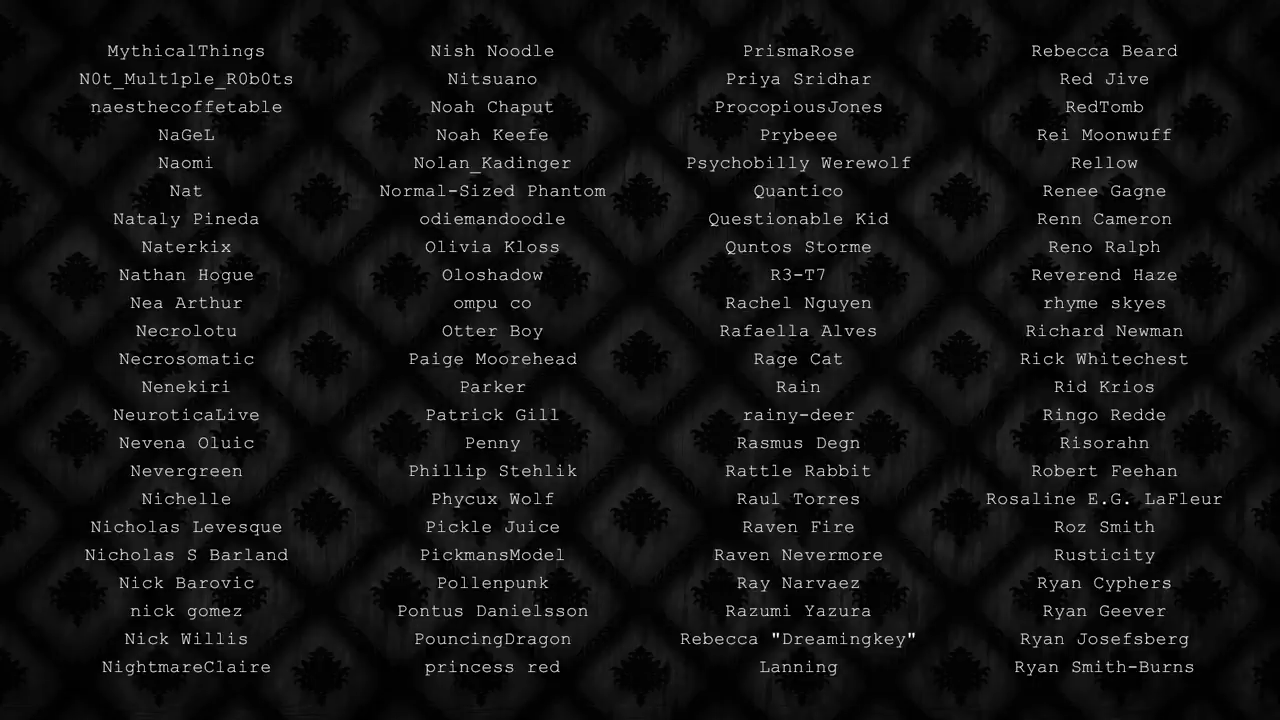 MythicalThings
N0t_Mult1ple_R0b0ts
naesthecoffetable
NaGeL
Naomi
Nat
Nataly Pineda
Naterkix
Nathan Hogue
Nea Arthur
Necrolotu
Necrosomatic
Nenekiri
NeuroticaLive
Nevena Oluic
Nevergreen
Nichelle
Nicholas Levesque
Nicholas S Barland
Nick Barovic
nick gomez
Nick Willis
NightmareClaire
Nish Noodle
Nitsuano
Noah Chaput
Noah Keefe
Nolan_Kadinger
Normal-Sized Phantom
odiemandoodle
Olivia Kloss
Oloshadow
ompu co
Otter Boy
Paige Moorehead
Parker
Patrick Gill
Penny
Phillip Stehlik
Phycux Wolf
Pickle Juice
PickmansModel
Pollenpunk
Pontus Danielsson
PouncingDragon
princess red
PrismaRose
Priya Sridhar
ProcopiousJones
Prybeee
Psychobilly Werewolf
Quantico
Questionable Kid
Quntos Storme
R3-T7
Rachel Nguyen
Rafaella Alves
Rage Cat
Rain
rainy-deer
Rasmus Degn
Rattle Rabbit
Raul Torres
Raven Fire
Raven Nevermore
Ray Narvaez
Razumi Yazura
Rebecca "Dreamingkey"
Lanning
Rebecca Beard
Red Jive
RedTomb
Rei Moonwuff
Rellow
Renee Gagne
Renn Cameron
Reno Ralph
Reverend Haze
rhyme skyes
Richard Newman
Rick Whitechest
Rid Krios
Ringo Redde
Risorahn
Robert Feehan
Rosaline E.G. LaFleur
Roz Smith
Rusticity
Ryan Cyphers
Ryan Geever
Ryan Josefsberg
Ryan Smith-Burns